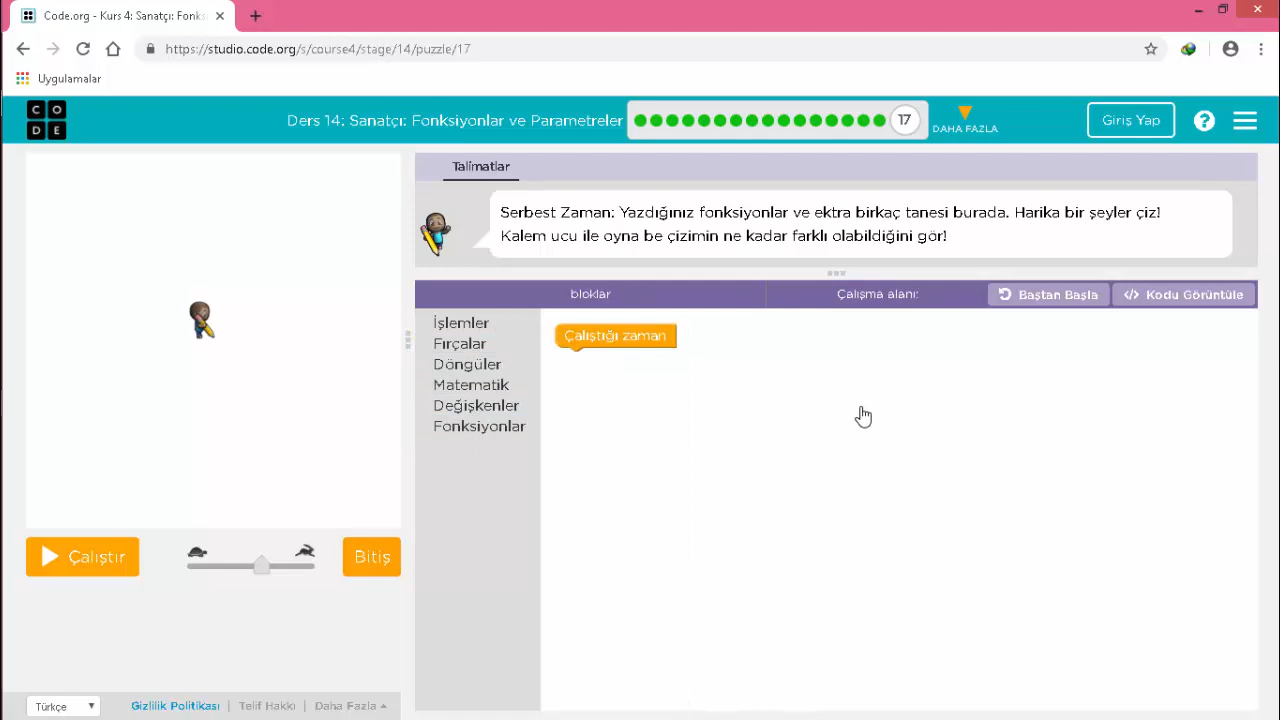 Code.org - Kurs 4: Sanatçı: Fonks
https://studio.code.org/s/course4/stage/14/puzzle/17
Uygulamalar
C O
D E
Ders 14: Sanatçı: Fonksiyonlar ve Parametreler
17
DAHA FAZLA
Giriş Yap
Talimatlar
Serbest Zaman: Yazdığınız fonksiyonlar ve ektra birkaç tanesi burada. Harika bir şeyler çiz!
Kalem ucu ile oyna be çizimin ne kadar farklı olabildiğini gör!
bloklar
Çalışma alanı:
Baştan Başla
Kodu Görüntüle
İşlemler
Fırçalar
Döngüler
Matematik
Değişkenler
Fonksiyonlar
Çalıştığı zaman
Çalıştır
Bitiş
Türkçe
Gizlilik Politikası | Telif Hakkı | Daha Fazla